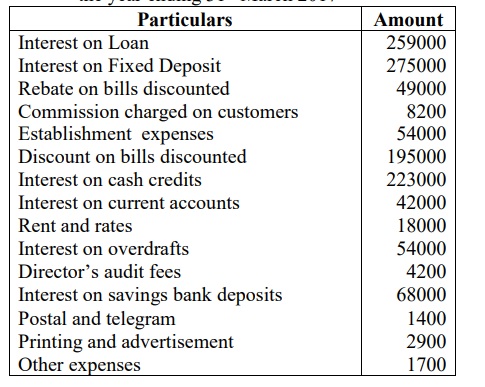 Particulars Amount
Interest on Loan 259000
Interest on Fixed Deposit 275000
Rebate on bills discounted 49000
Commission charged on customers 8200
Establishment expenses 54000
Discount on bills discounted 195000
Interest on cash credits 223000
Interest on current accounts 42000
Rent and rates 18000
Interest on overdrafts 54000
Director's audit fees 4200
Interest on savings bank deposits 68000
Postal and telegram 1400
Printing and advertisement 2900
Other expenses 1700